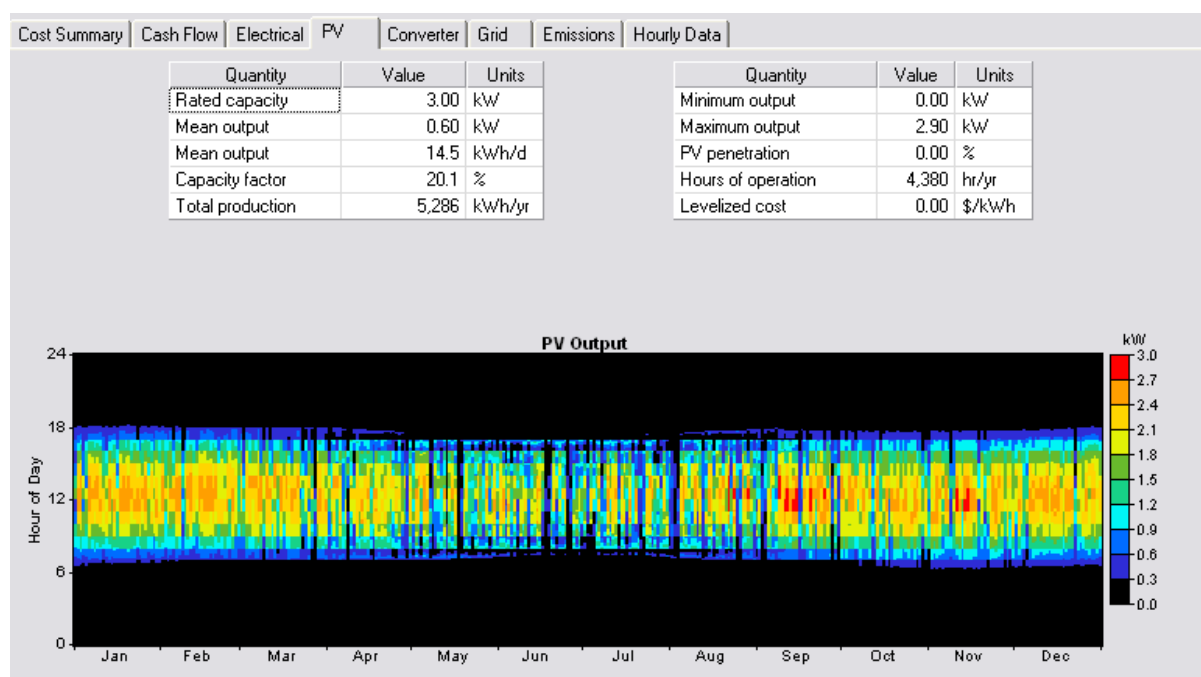 Cost Summary Cash Flow Electrical PV Converter Grid Emissions Hourly Data
Quantity Value Units
Rated capacity 3.00 kW
Mean output 0.60 kW
Mean output 14.5 kWh/d
Capacity factor 20.1 %
Total production 5,286 kWh/yr
Quantity Value Units
Minimum output 0.00 kW
Maximum output 2.90 kW
PV penetration 0.00 %
Hours of operation 4,380 hr/yr
Levelized cost 0.00 $/kWh
PV Output
24
18
12
6
0
Hour of Day
Jan Feb Mar Apr May Jun Jul Aug Sep Oct Nov Dec
kW
3.0
2.7
2.4
2.1
1.8
1.5
1.2
0.9
0.6
0.3
0.0